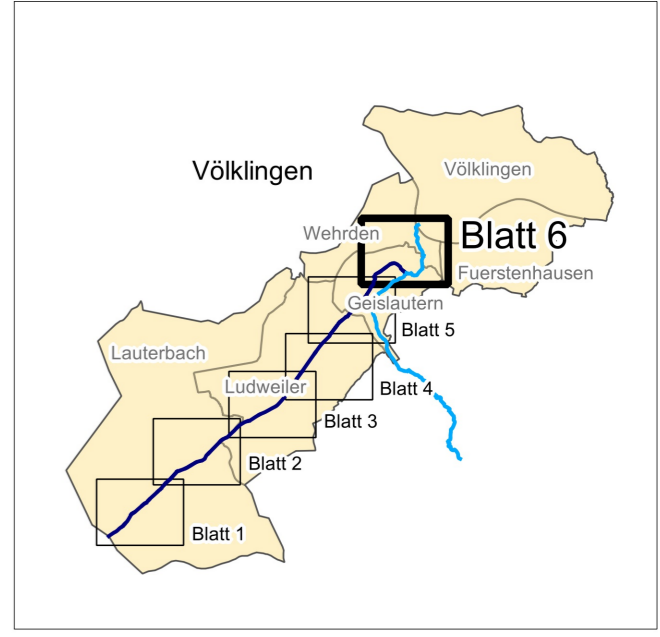 Völklingen
Völklingen
Wehrden
Blatt 6
Fuerstenhausen
Geislautern
Blatt 5
Lauterbach
Ludweiler
Blatt 4
Blatt 3
Blatt 2
Blatt 1